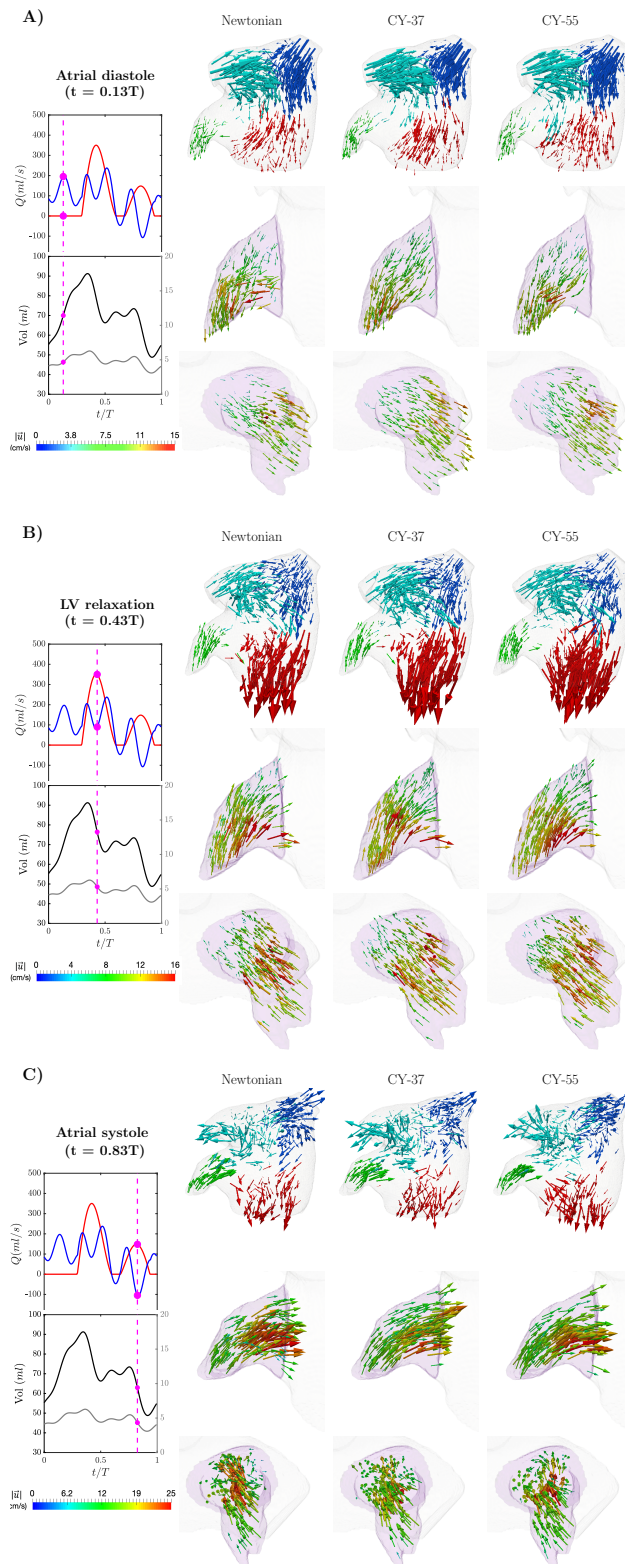 A)
Newtonian CY-37 CY-55
Atrial diastole
(t = 0.13T)
500
400
300
200
100
0
-100
Q(ml/s)
100 20
90
80 15
70
60 10
50 5
40
30 0
Vol (ml)
0 0.5 1
t/T
|u⃗| 0 3.8 7.5 11 15
(cm/s)
B)
Newtonian CY-37 CY-55
LV relaxation
(t = 0.43T)
500
400
300
200
100
0
-100
Q(ml/s)
100 20
90
80 15
70
60 10
50 5
40
30 0
Vol (ml)
0 0.5 1
t/T
|u⃗| 0 4 8 12 16
(cm/s)
C)
Newtonian CY-37 CY-55
Atrial systole
(t = 0.83T)
500
400
300
200
100
0
-100
Q(ml/s)
100 20
90
80 15
70
60 10
50 5
40
30 0
Vol (ml)
0 0.5 1
t/T
|u⃗| 0 6.2 12 19 25
cm/s)